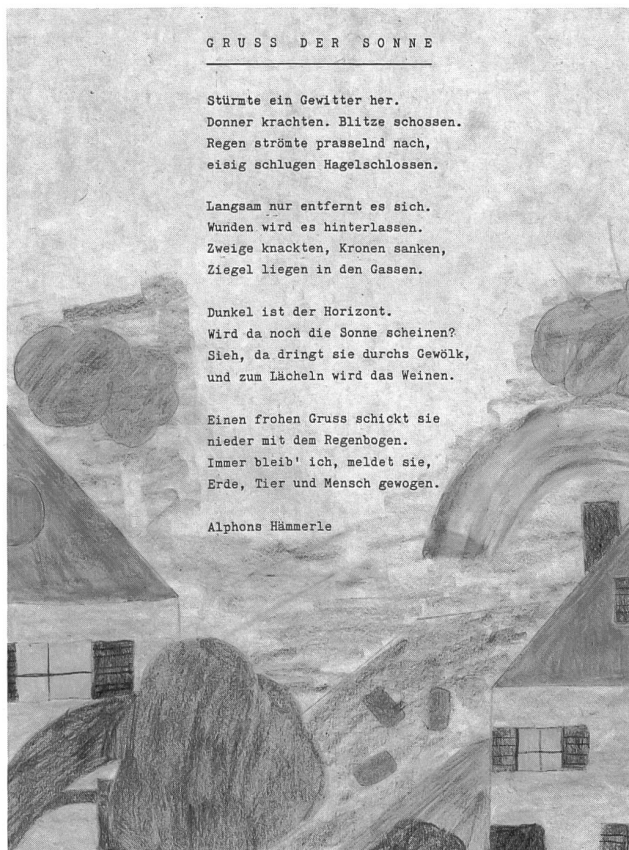 GRUSS DER SONNE
Stürmte ein Gewitter her.
Donner krachten. Blitze schossen.
Regen strömte prasselnd nach,
eisig schlugen Hagelschlossen.
Langsam nur entfernt es sich.
Wunden wird es hinterlassen.
Zweige knackten, Kronen sanken,
Ziegel liegen in den Gassen.
Dunkel ist der Horizont.
Wird da noch die Sonne scheinen?
Sieh, da dringt sie durchs Gewölk,
und zum Lächeln wird das Weinen.
Einen frohen Gruss schickt sie
nieder mit dem Regenbogen.
Immer bleib' ich, meldet sie,
Erde, Tier und Mensch gewogen.
Alphons Hämmerle